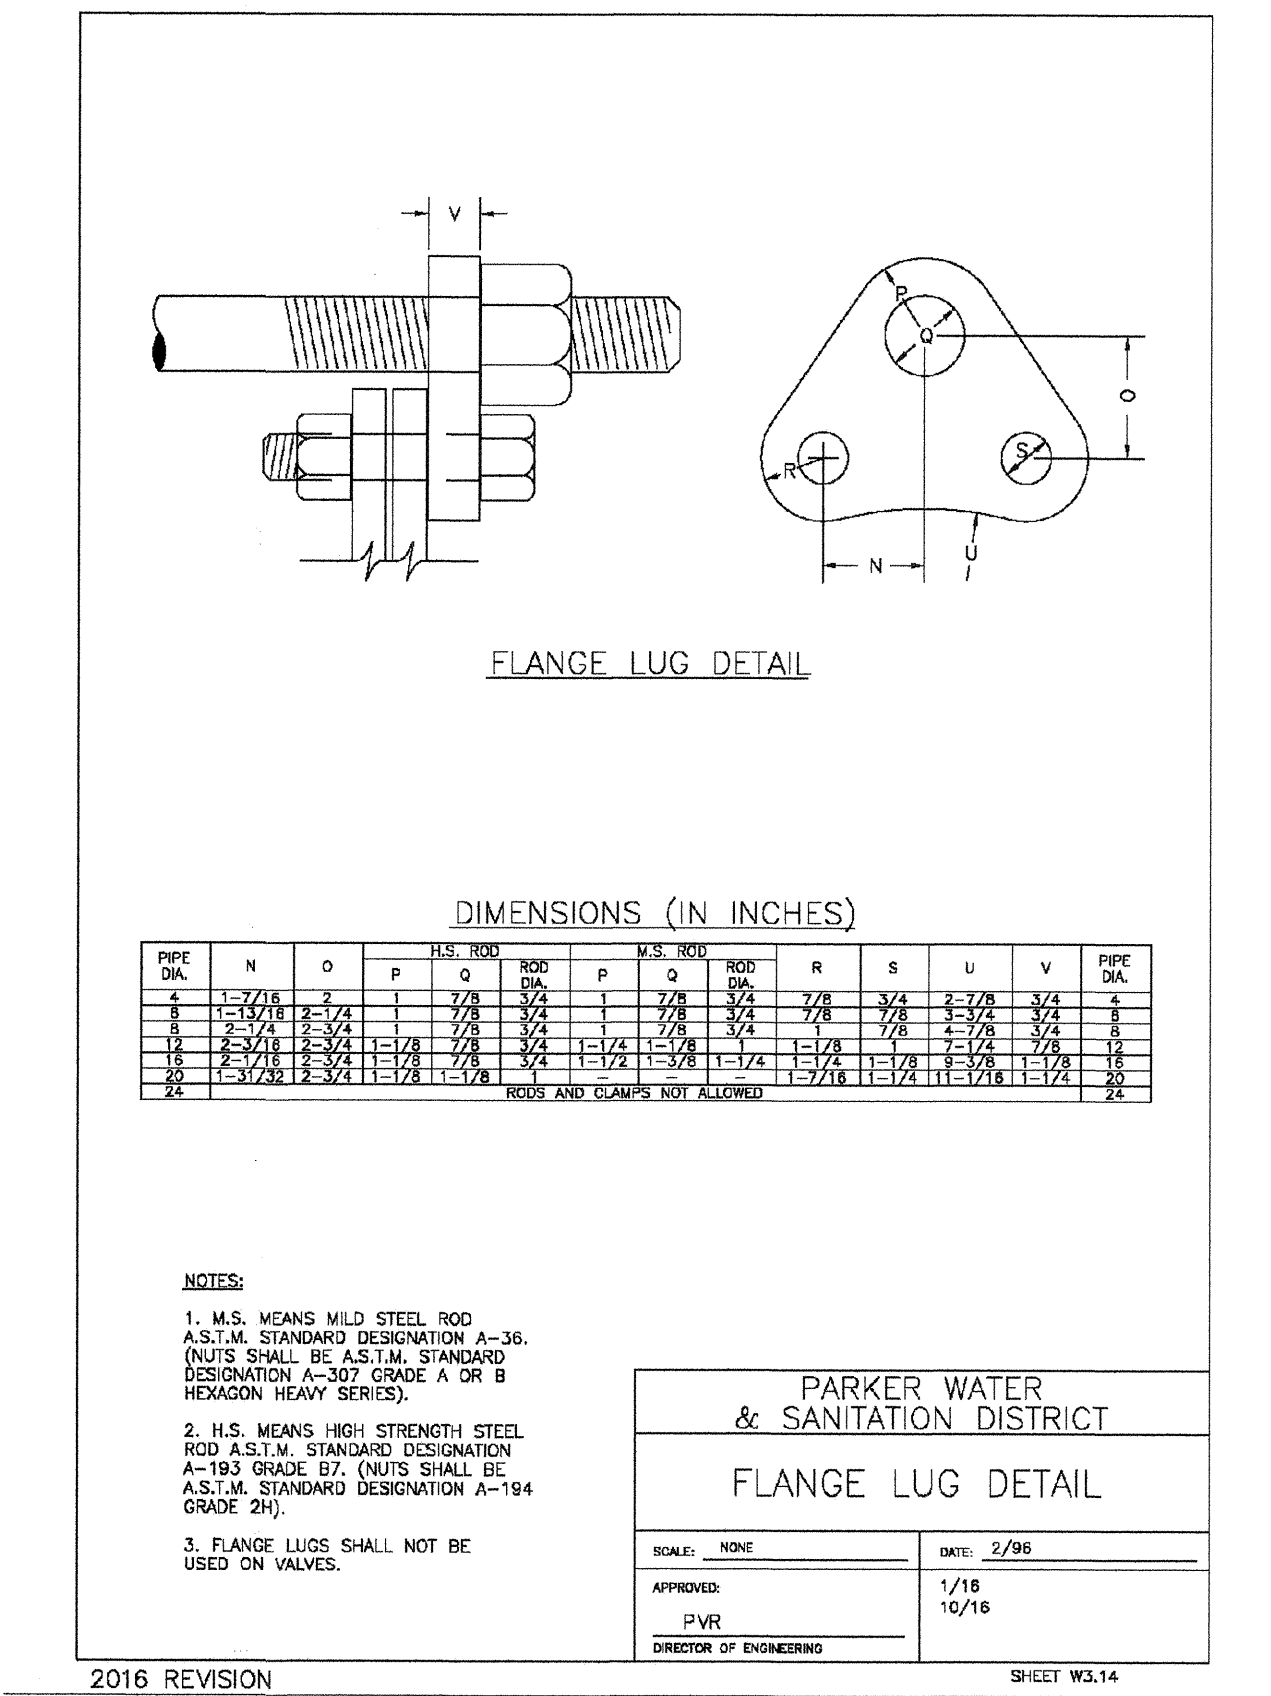 V
P
Q
O
S
R
N
U
FLANGE LUG DETAIL
DIMENSIONS (IN INCHES)
PIPE DIA. N O H.S. ROD M.S. ROD R S U V PIPE DIA.
P Q ROD DIA. P Q ROD DIA.
4 1-7/16 2 1 7/8 3/4 1 7/8 3/4 7/8 3/4 2-7/8 3/4 4
6 1-13/16 2-1/4 1 7/8 3/4 1 7/8 3/4 7/8 7/8 3-3/4 3/4 6
8 2-1/4 2-3/4 1 7/8 3/4 1 7/8 3/4 1 7/8 4-7/8 3/4 8
12 2-3/16 2-3/4 1-1/8 7/8 3/4 1-1/4 1-1/8 1 1-1/8 1 7-1/4 7/8 12
16 2-1/16 2-3/4 1-1/8 7/8 3/4 1-1/2 1-3/8 1-1/4 1-1/4 1-1/8 9-3/8 1-1/8 16
20 1-31/32 2-3/4 1-1/8 1-1/8 1 – – – 1-7/16 1-1/4 11-1/16 1-1/4 20
24 RODS AND CLAMPS NOT ALLOWED 24
NOTES:
1. M.S. MEANS MILD STEEL ROD
A.S.T.M. STANDARD DESIGNATION A-36.
(NUTS SHALL BE A.S.T.M. STANDARD
DESIGNATION A-307 GRADE A OR B
HEXAGON HEAVY SERIES).
2. H.S. MEANS HIGH STRENGTH STEEL
ROD A.S.T.M. STANDARD DESIGNATION
A-193 GRADE B7. (NUTS SHALL BE
A.S.T.M. STANDARD DESIGNATION A-194
GRADE 2H).
3. FLANGE LUGS SHALL NOT BE
USED ON VALVES.
PARKER WATER
& SANITATION DISTRICT
FLANGE LUG DETAIL
SCALE: NONE
DATE: 2/96
APPROVED:
PVR
DIRECTOR OF ENGINEERING
1/16
10/16
2016 REVISION
SHEET W3.14